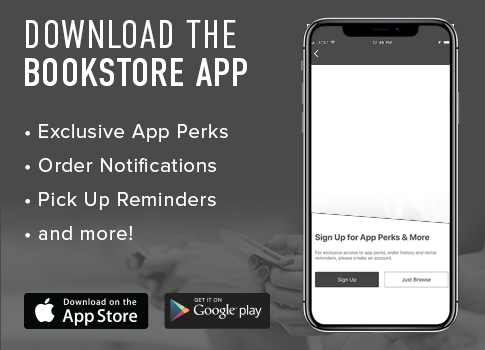 DOWNLOAD THE
BOOKSTORE APP
• Exclusive App Perks
• Order Notifications
• Pick Up Reminders
• and more!
Download on the
App Store
GET IT ON
Google play
12:46 PM
Sign Up for App Perks & More
For exclusive access to app perks, order history and rental
reminders, please create an account.
Sign Up
Just Browse